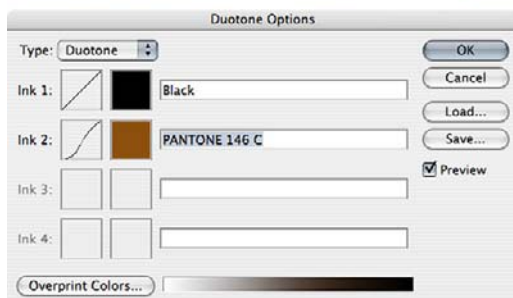 Duotone Options
Type: Duotone
OK
Ink 1: Black
Cancel
Load...
Ink 2: PANTONE 146 C
Save...
Preview
Ink 3:
Ink 4:
Overprint Colors...